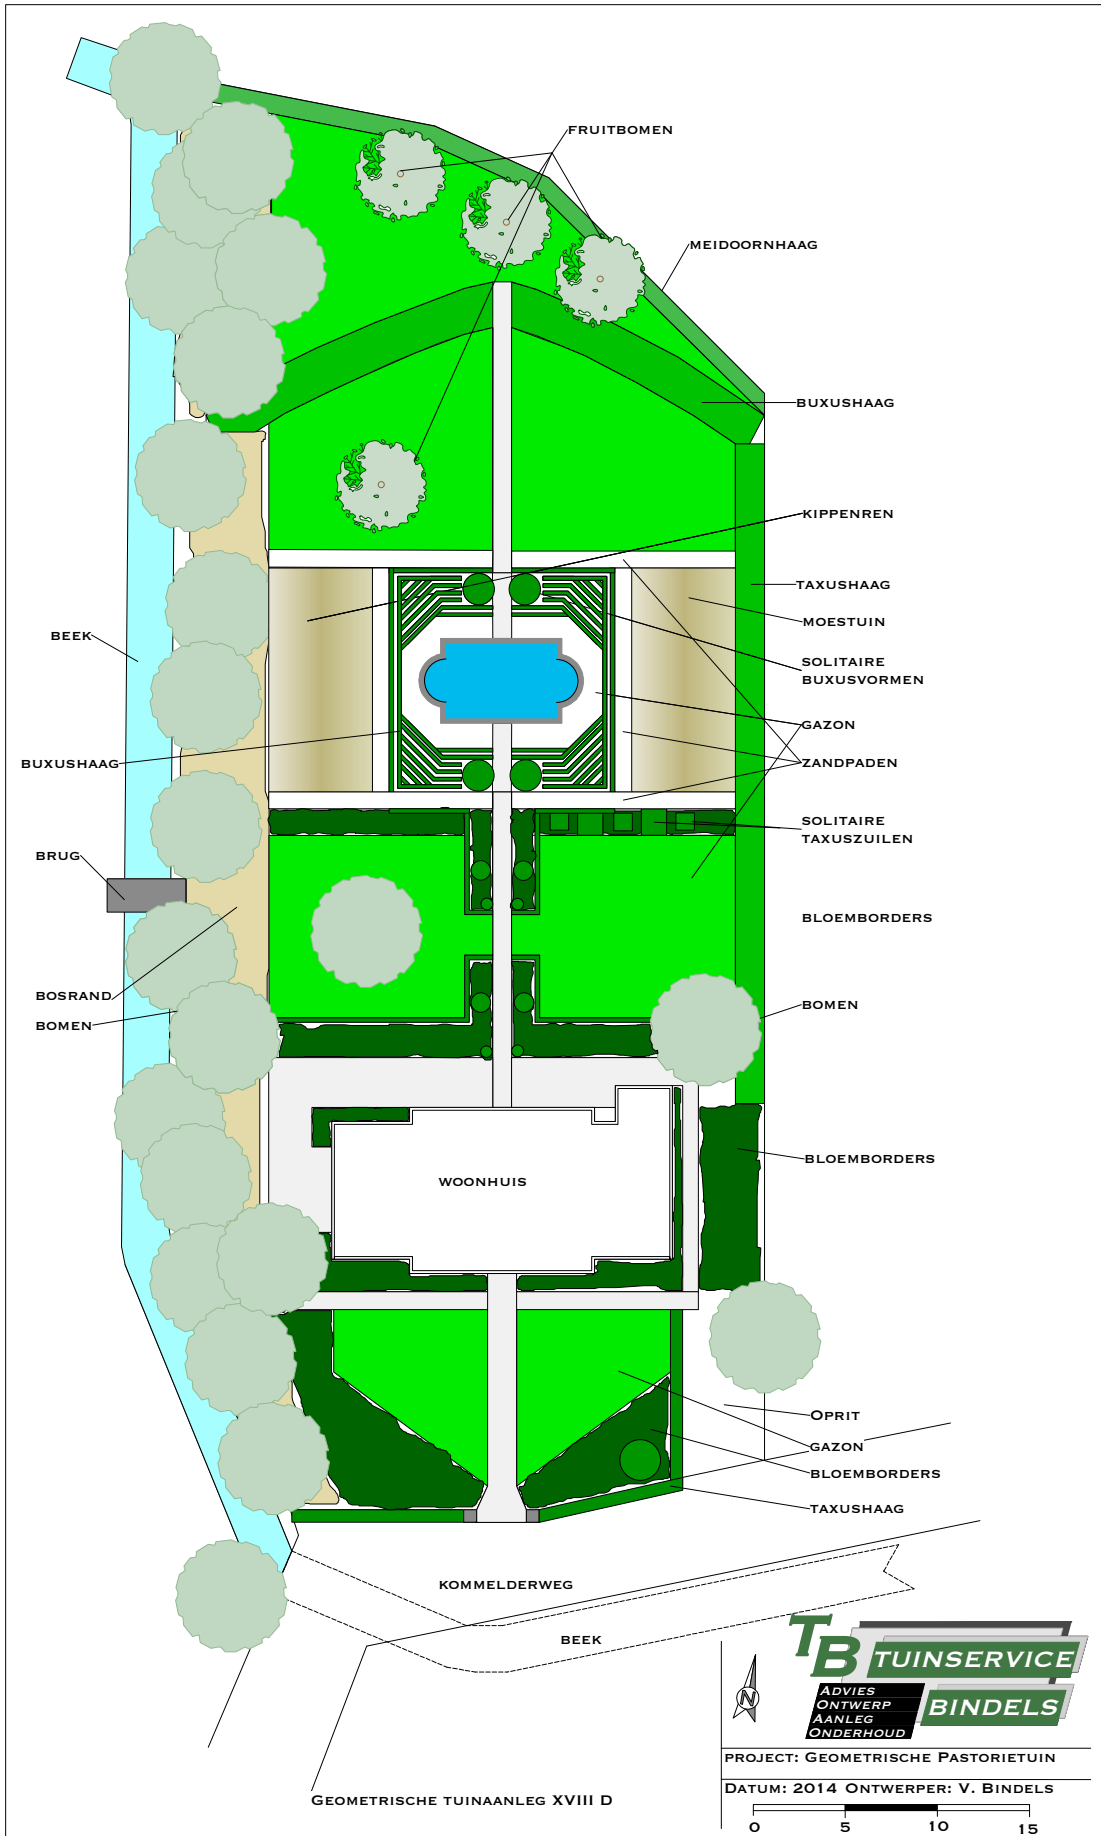 FRUITBOMEN
MEIDOORNHAAG
BUXUSHAAG
KIPPENREN
TAXUSHAAG
MOESTUIN
BEEK
SOLITAIRE
BUXUSVORMEN
GAZON
BUXUSHAAG
ZANDPADEN
SOLITAIRE
TAXUSZUILEN
BRUG
BLOEMBORDERS
BOSRAND
BOMEN
BOMEN
BLOEMBORDERS
WOONHUIS
OPRIT
GAZON
BLOEMBORDERS
TAXUSHAAG
KOMMELDERWEG
BEEK
TB TUINSERVICE
BINDELS
ADVIES
ONTWERP
AANLEG
ONDERHOUD
N
PROJECT: GEOMETRISCHE PASTORIETUIN
DATUM: 2014 ONTWERPER: V. BINDELS
GEOMETRISCHE TUINAANLEG XVIII D
0 5 10 15